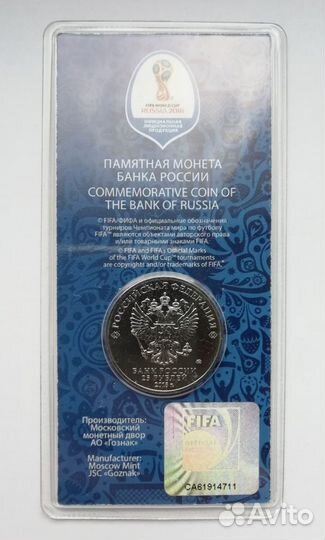 FIFA WORLD CUP
RUSSIA 2018
ОФИЦИАЛЬНАЯ
ЛИЦЕНЗИОННАЯ
ПРОДУКЦИЯ
ПАМЯТНАЯ МОНЕТА
БАНКА РОССИИ
COMMEMORATIVE COIN OF
THE BANK OF RUSSIA
© FIFA/ФИФА и официальные обозначения
турниров Чемпионата мира по футболу
FIFA™ являются объектами авторского права
и/или товарными знаками FIFA.
© FIFA and FIFA's Official Marks
of the FIFA World Cup™ tournaments
are copyrights and/or trademarks of FIFA.
РОССИЙСКАЯ ФЕДЕРАЦИЯ
БАНК РОССИИ
25 РУБЛЕЙ
2018 г.
Производитель:
Московский
монетный двор
АО «Гознак»
Manufacturer:
Moscow Mint
JSC «Goznak»
FIFA
CA61914711
Avito